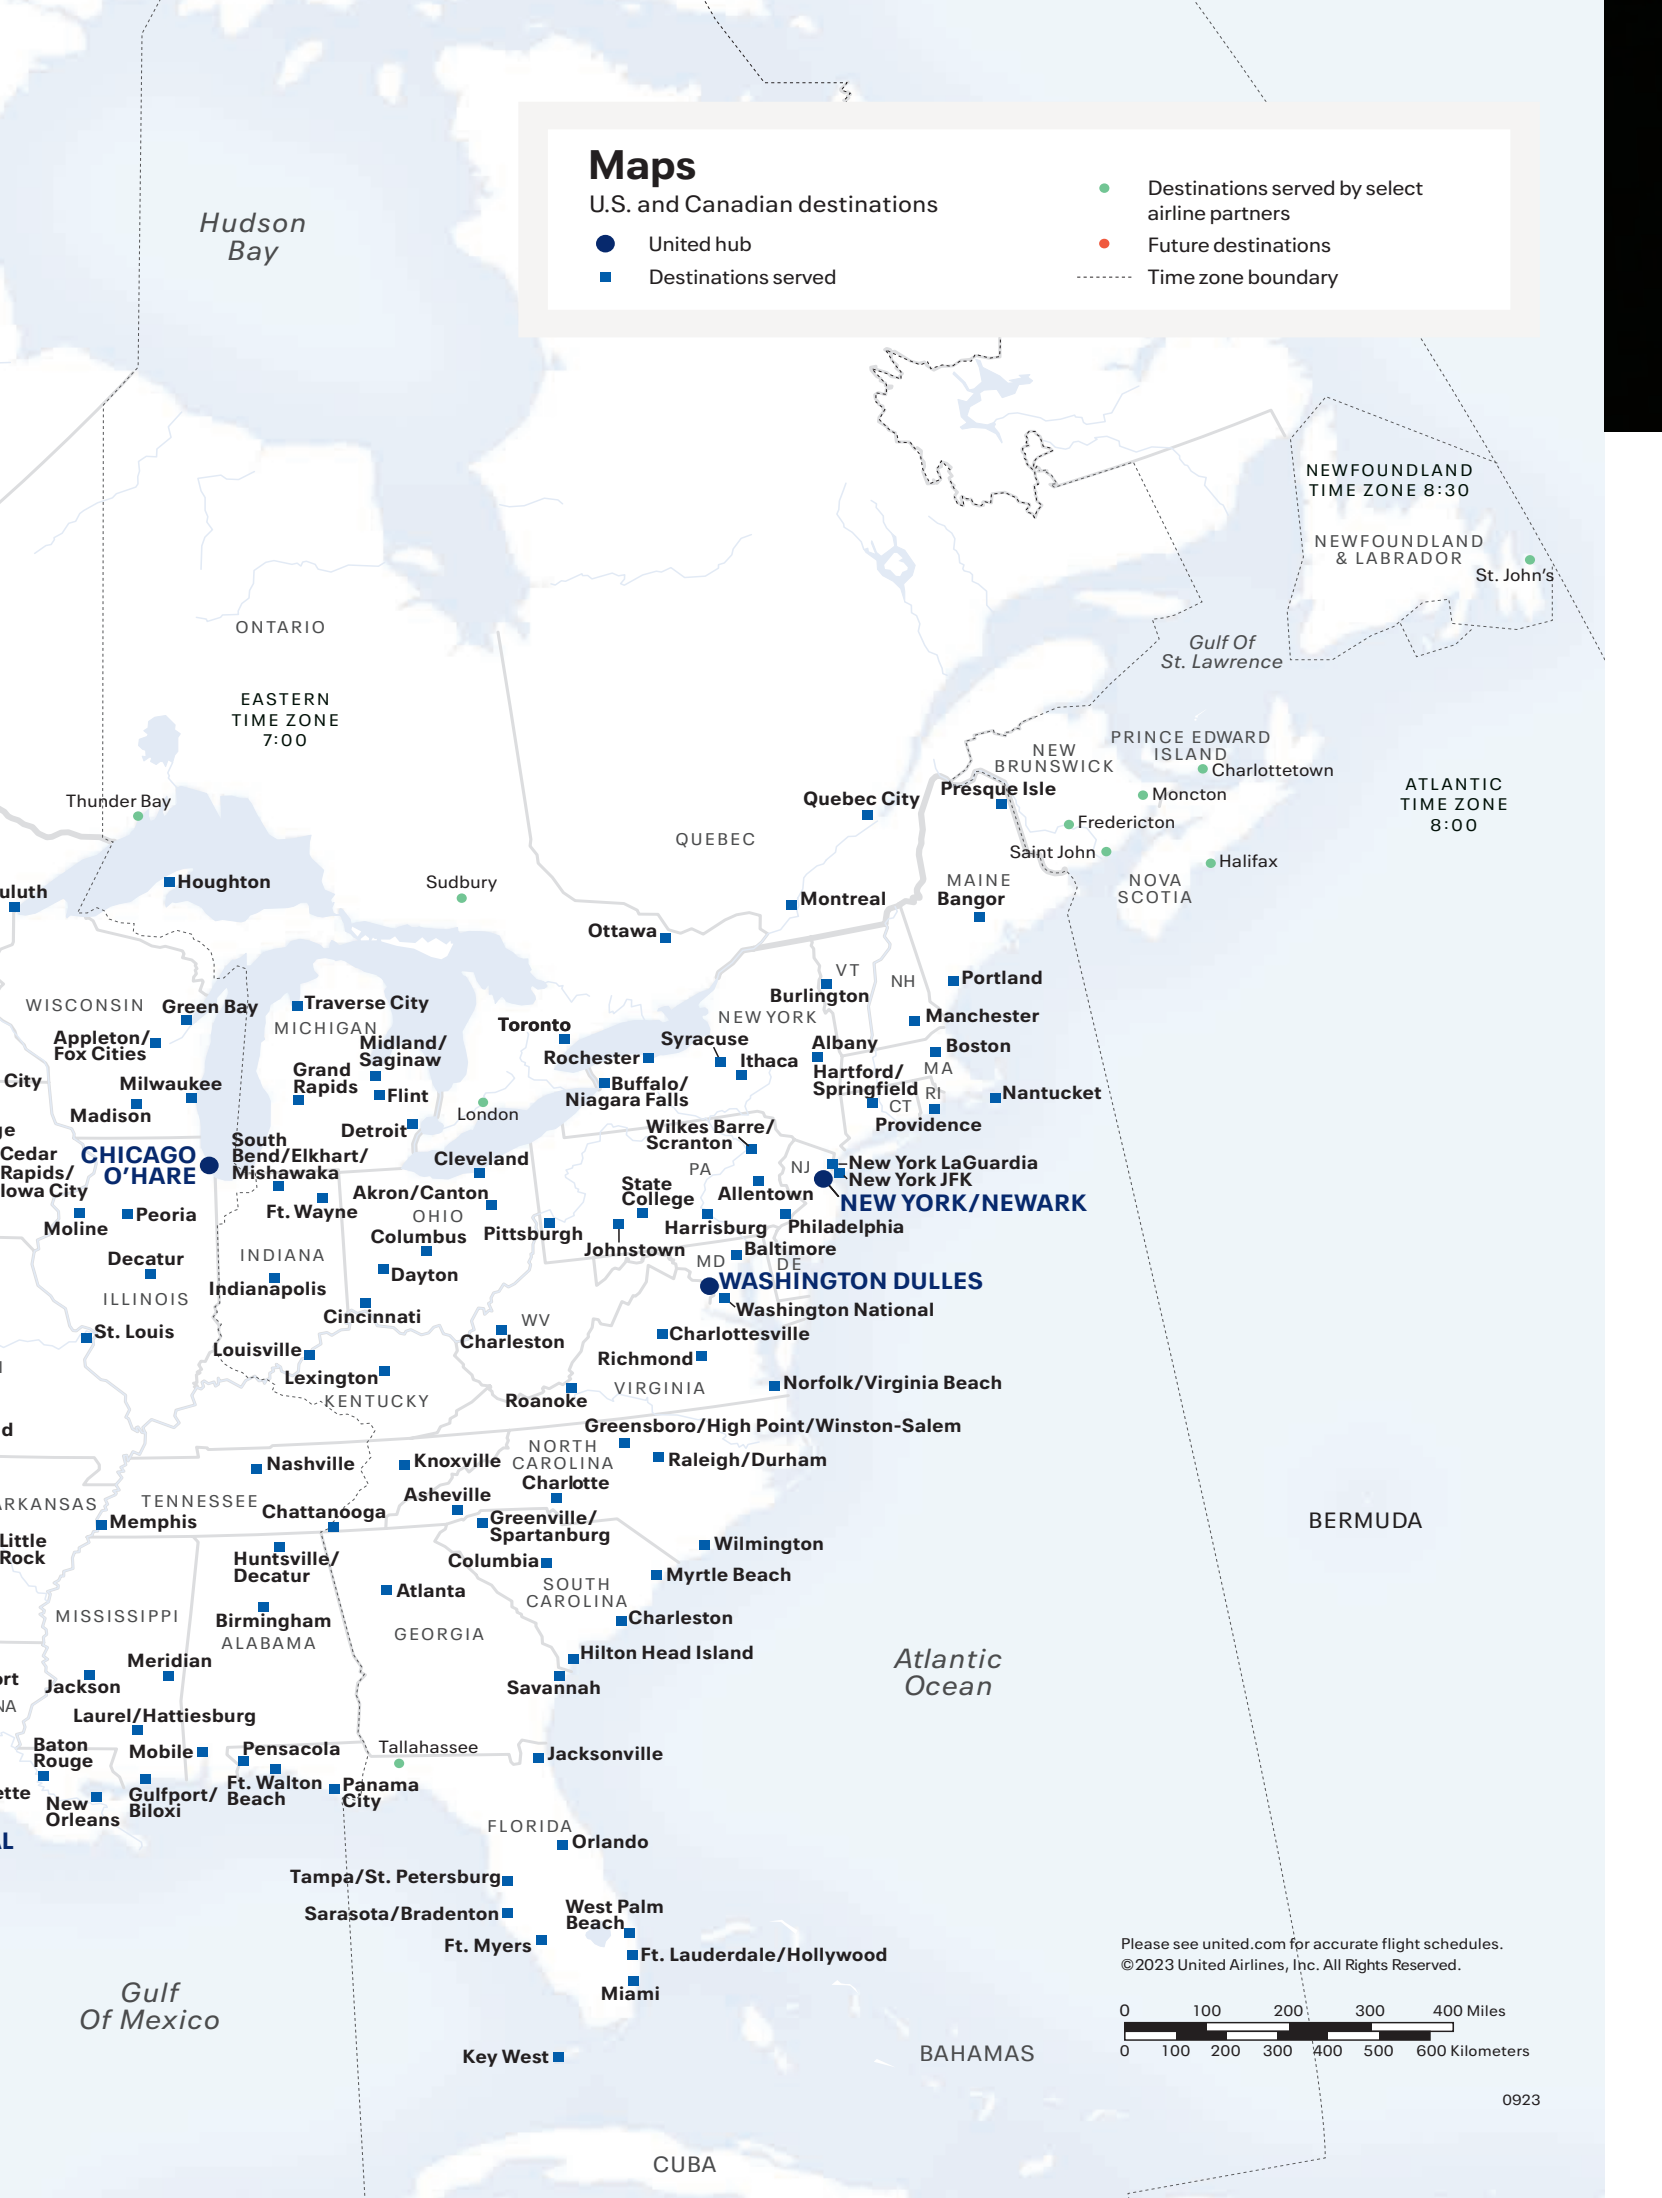 Maps
U.S. and Canadian destinations
United hub
Destinations served
Destinations served by select
airline partners
Future destinations
Time zone boundary
Hudson
Bay
NEWFOUNDLAND
TIME ZONE 8:30
NEWFOUNDLAND
& LABRADOR
St. John's
ONTARIO
Gulf Of
St. Lawrence
EASTERN
TIME ZONE
7:00
PRINCE EDWARD
ISLAND
NEW
BRUNSWICK
Charlottetown
ATLANTIC
TIME ZONE
8:00
Thunder Bay
Quebec City
Presque Isle
Moncton
Fredericton
QUEBEC
Saint John
Halifax
uluth
Houghton
Sudbury
MAINE
Bangor
NOVA
SCOTIA
Montreal
Ottawa
VT
NH
Portland
Burlington
WISCONSIN
Green Bay
Traverse City
MICHIGAN
NEW YORK
Manchester
Toronto
Appleton/
Fox Cities
Midland/
Saginaw
Syracuse
Albany
Boston
Rochester
Ithaca
MA
City
Grand
Rapids
Hartford/
Springfield
Milwaukee
Flint
Buffalo/
Niagara Falls
RI
CT
Nantucket
Madison
London
Providence
ge
Detroit
Wilkes Barre/
Scranton
Cedar
Rapids/
Iowa City
CHICAGO
O'HARE
South
Bend/Elkhart/
Mishawaka
Cleveland
PA
NJ
New York LaGuardia
New York JFK
NEW YORK/NEWARK
Akron/Canton
State
College
Allentown
Moline
Peoria
Ft. Wayne
OHIO
Columbus
Pittsburgh
Johnstown
Harrisburg
Philadelphia
Decatur
INDIANA
Dayton
Baltimore
MD
DE
Indianapolis
WASHINGTON DULLES
Washington National
ILLINOIS
Cincinnati
WV
Charleston
St. Louis
Charlottesville
Louisville
Richmond
Lexington
KENTUCKY
Roanoke
VIRGINIA
Norfolk/Virginia Beach
d
Greensboro/High Point/Winston-Salem
NORTH
CAROLINA
Nashville
Knoxville
Raleigh/Durham
Charlotte
ARKANSAS
TENNESSEE
Asheville
Memphis
Chattanooga
Greenville/
Spartanburg
BERMUDA
Little
Rock
Huntsville/
Decatur
Columbia
Wilmington
Atlanta
SOUTH
CAROLINA
Myrtle Beach
MISSISSIPPI
Birmingham
ALABAMA
GEORGIA
Charleston
Meridian
Hilton Head Island
Atlantic
Ocean
ort
Jackson
Savannah
NA
Laurel/Hattiesburg
Baton
Rouge
Mobile
Pensacola
Tallahassee
Jacksonville
ette
New
Orleans
Gulfport/
Biloxi
Ft. Walton
Beach
Panama
City
AL
FLORIDA
Orlando
Tampa/St. Petersburg
Sarasota/Bradenton
West Palm
Beach
Ft. Myers
Ft. Lauderdale/Hollywood
Miami
Gulf
Of Mexico
Key West
BAHAMAS
CUBA
Please see united.com for accurate flight schedules.
©2023 United Airlines, Inc. All Rights Reserved.
0 100 200 300 400 Miles
0 100 200 300 400 500 600 Kilometers
0923